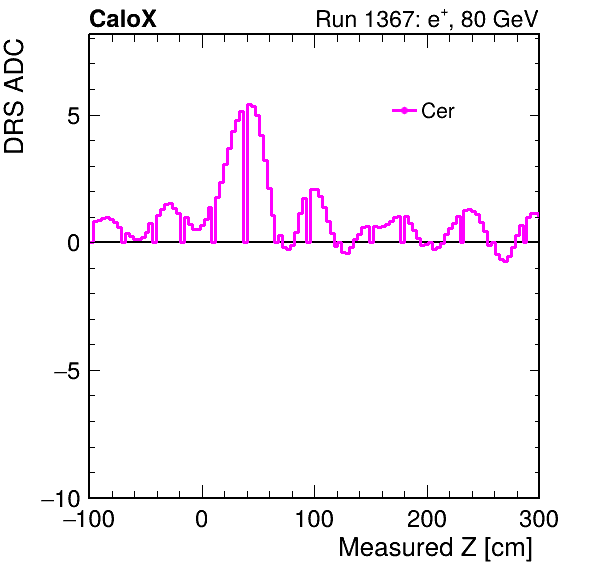 CaloX
Run 1367: e⁺, 80 GeV
DRS ADC
Cer
5
0
−5
−10
−100 0 100 200 300
Measured Z [cm]